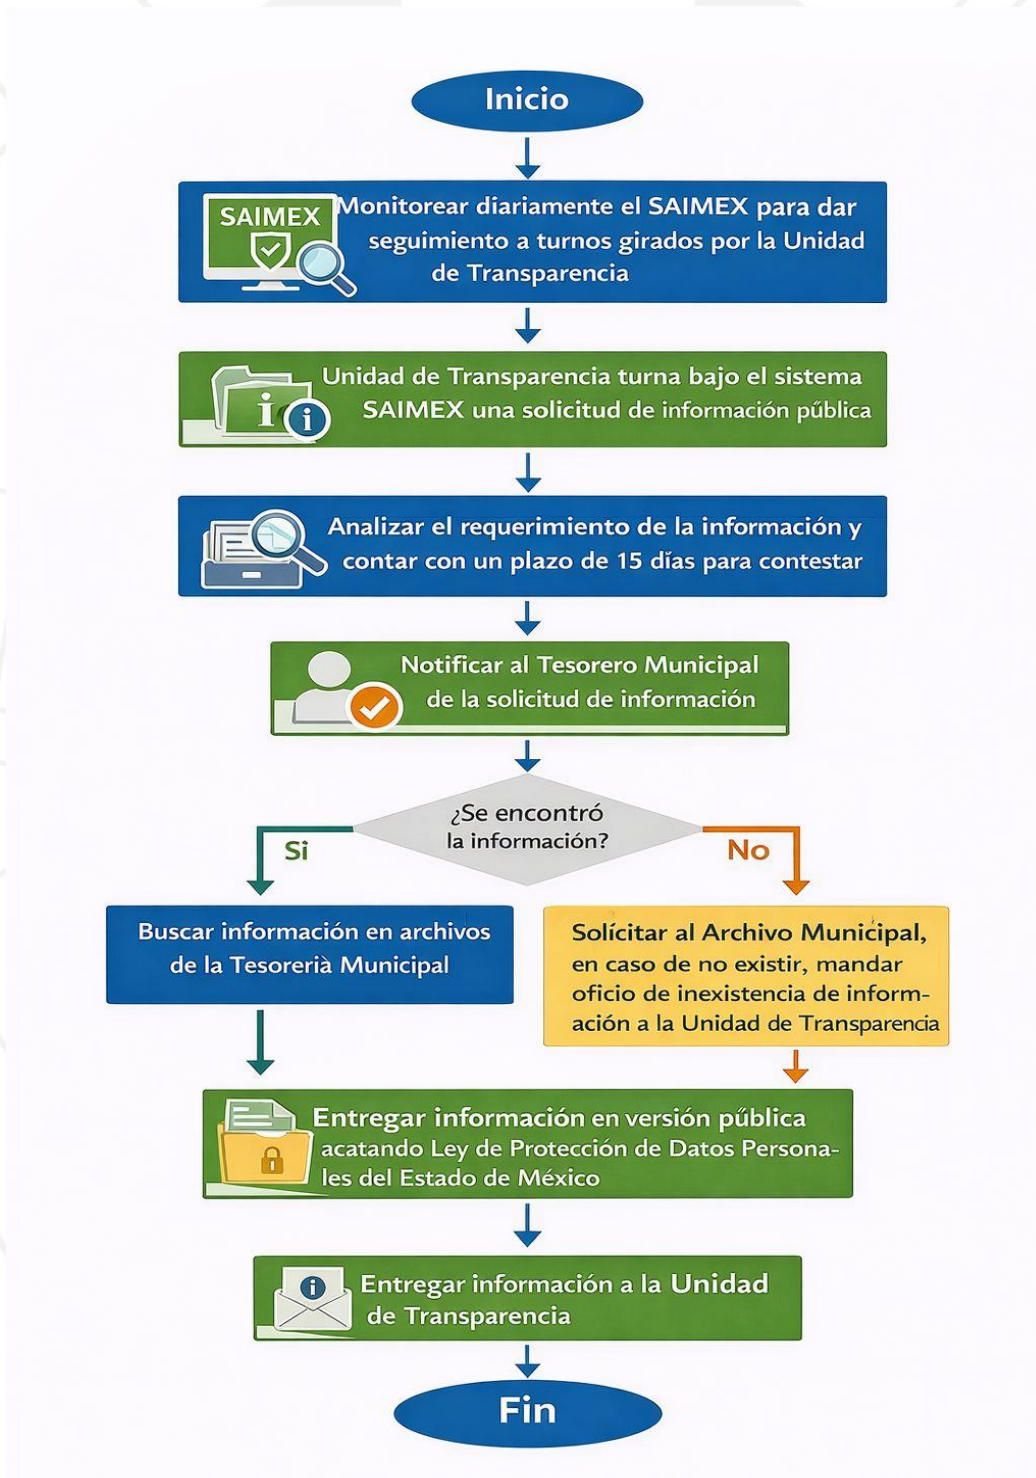 Inicio
SAIMEX
Monitorear diariamente el SAIMEX para dar
seguimiento a turnos girados por la Unidad
de Transparencia
Unidad de Transparencia turna bajo el sistema
SAIMEX una solicitud de información pública
i i
Analizar el requerimiento de la información y
contar con un plazo de 15 días para contestar
Notificar al Tesorero Municipal
de la solicitud de información
¿Se encontró
la información?
Si
No
Buscar información en archivos
de la Tesorerià Municipal
Solícitar al Archivo Municipal,
en caso de no existir, mandar
oficio de inexistencia de inform-
ación a la Unidad de Transparencia
Entregar información en versión pública
acatando Ley de Protección de Datos Persona-
les del Estado de México
i
Entregar información a la Unidad
de Transparencia
Fin